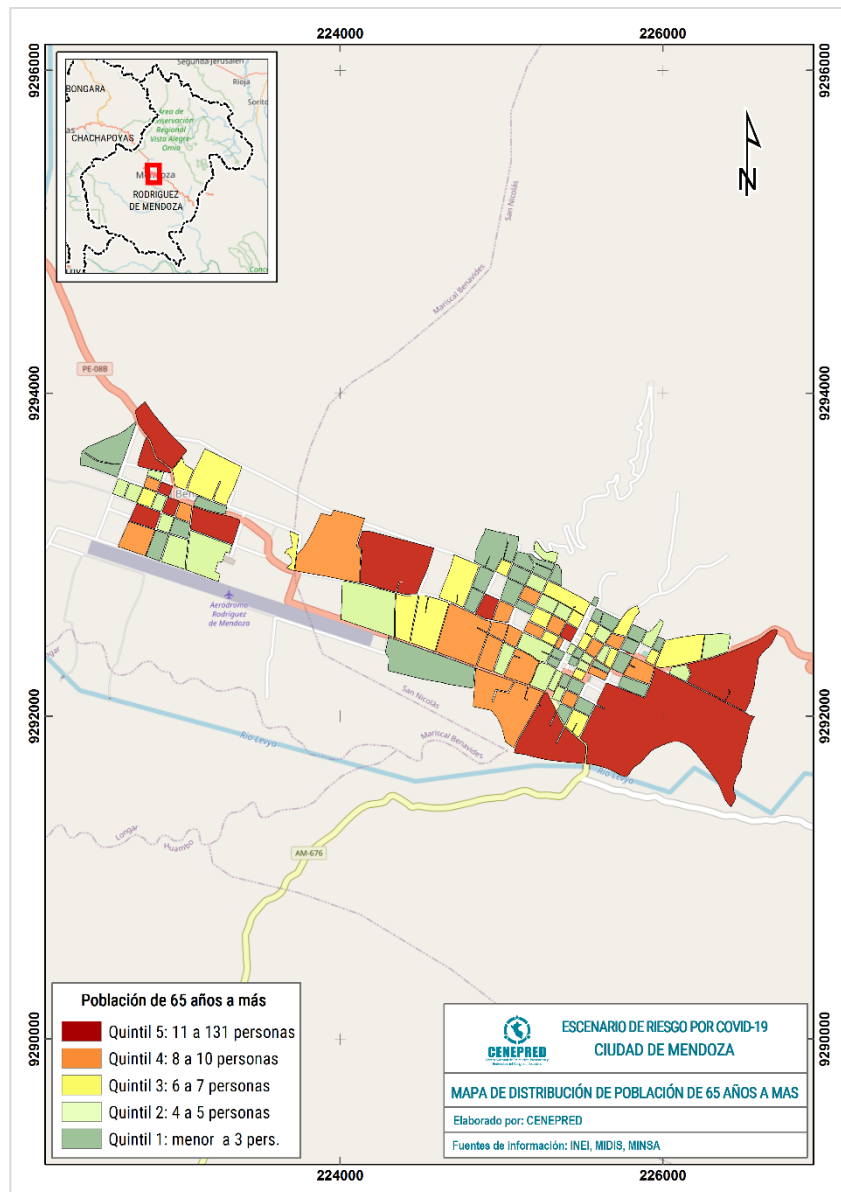 224000
226000
9296000
9296000
Segunda Jerusalén
BONGARA
Rioja
Área de
Conservación
Regional
Vista Alegre-
Omia
Sorito
CHACHAPOYAS
Mendoza
RODRIGUEZ
DE MENDOZA
N
San Nicolás
Mariscal Benavides
PE-08B
9294000
9294000
Ben
Aeródromo
Rodríguez
de Mendoza
San Nicolás
Mariscal Benavides
9292000
9292000
Río Leyva
Río Leyva
Longar
Huambo
AM-676
Población de 65 años a más
Quintil 5: 11 a 131 personas
Quintil 4: 8 a 10 personas
Quintil 3: 6 a 7 personas
Quintil 2: 4 a 5 personas
Quintil 1: menor a 3 pers.
9290000
9290000
CENEPRED
ESCENARIO DE RIESGO POR COVID-19
CIUDAD DE MENDOZA
MAPA DE DISTRIBUCIÓN DE POBLACIÓN DE 65 AÑOS A MAS
Elaborado por: CENEPRED
Fuentes de información: INEI, MIDIS, MINSA
224000
226000